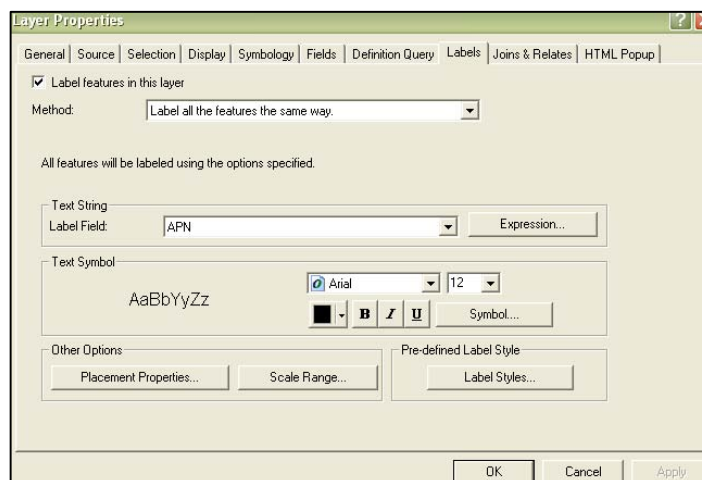 Layer Properties
?
General Source Selection Display Symbology Fields Definition Query Labels Joins & Relates HTML Popup
Label features in this layer
Method: Label all the features the same way.
All features will be labeled using the options specified.
Text String
Label Field: APN Expression...
Text Symbol
AaBbYyZz
Arial 12
B I U Symbol....
Other Options Pre-defined Label Style
Placement Properties... Scale Range... Label Styles...
OK Cancel Apply